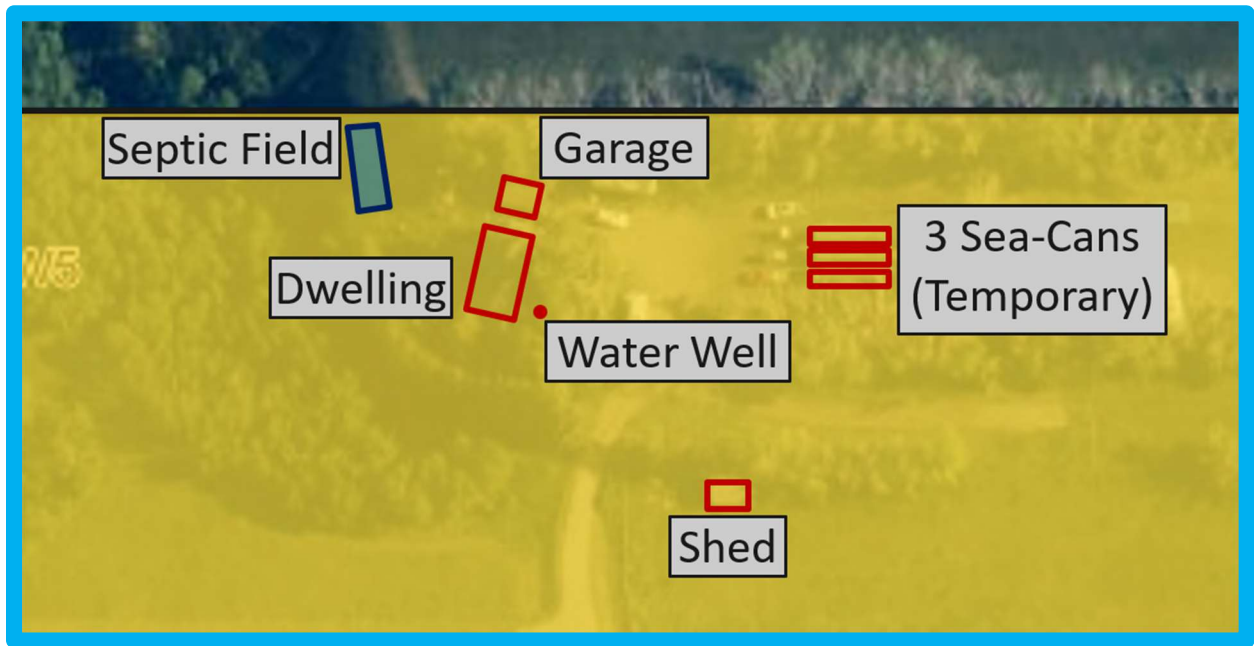 Septic Field
Garage
3 Sea-Cans
(Temporary)
Dwelling
Water Well
Shed